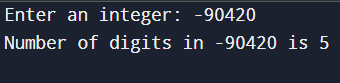 Enter an integer: -90420
Number of digits in -90420 is 5